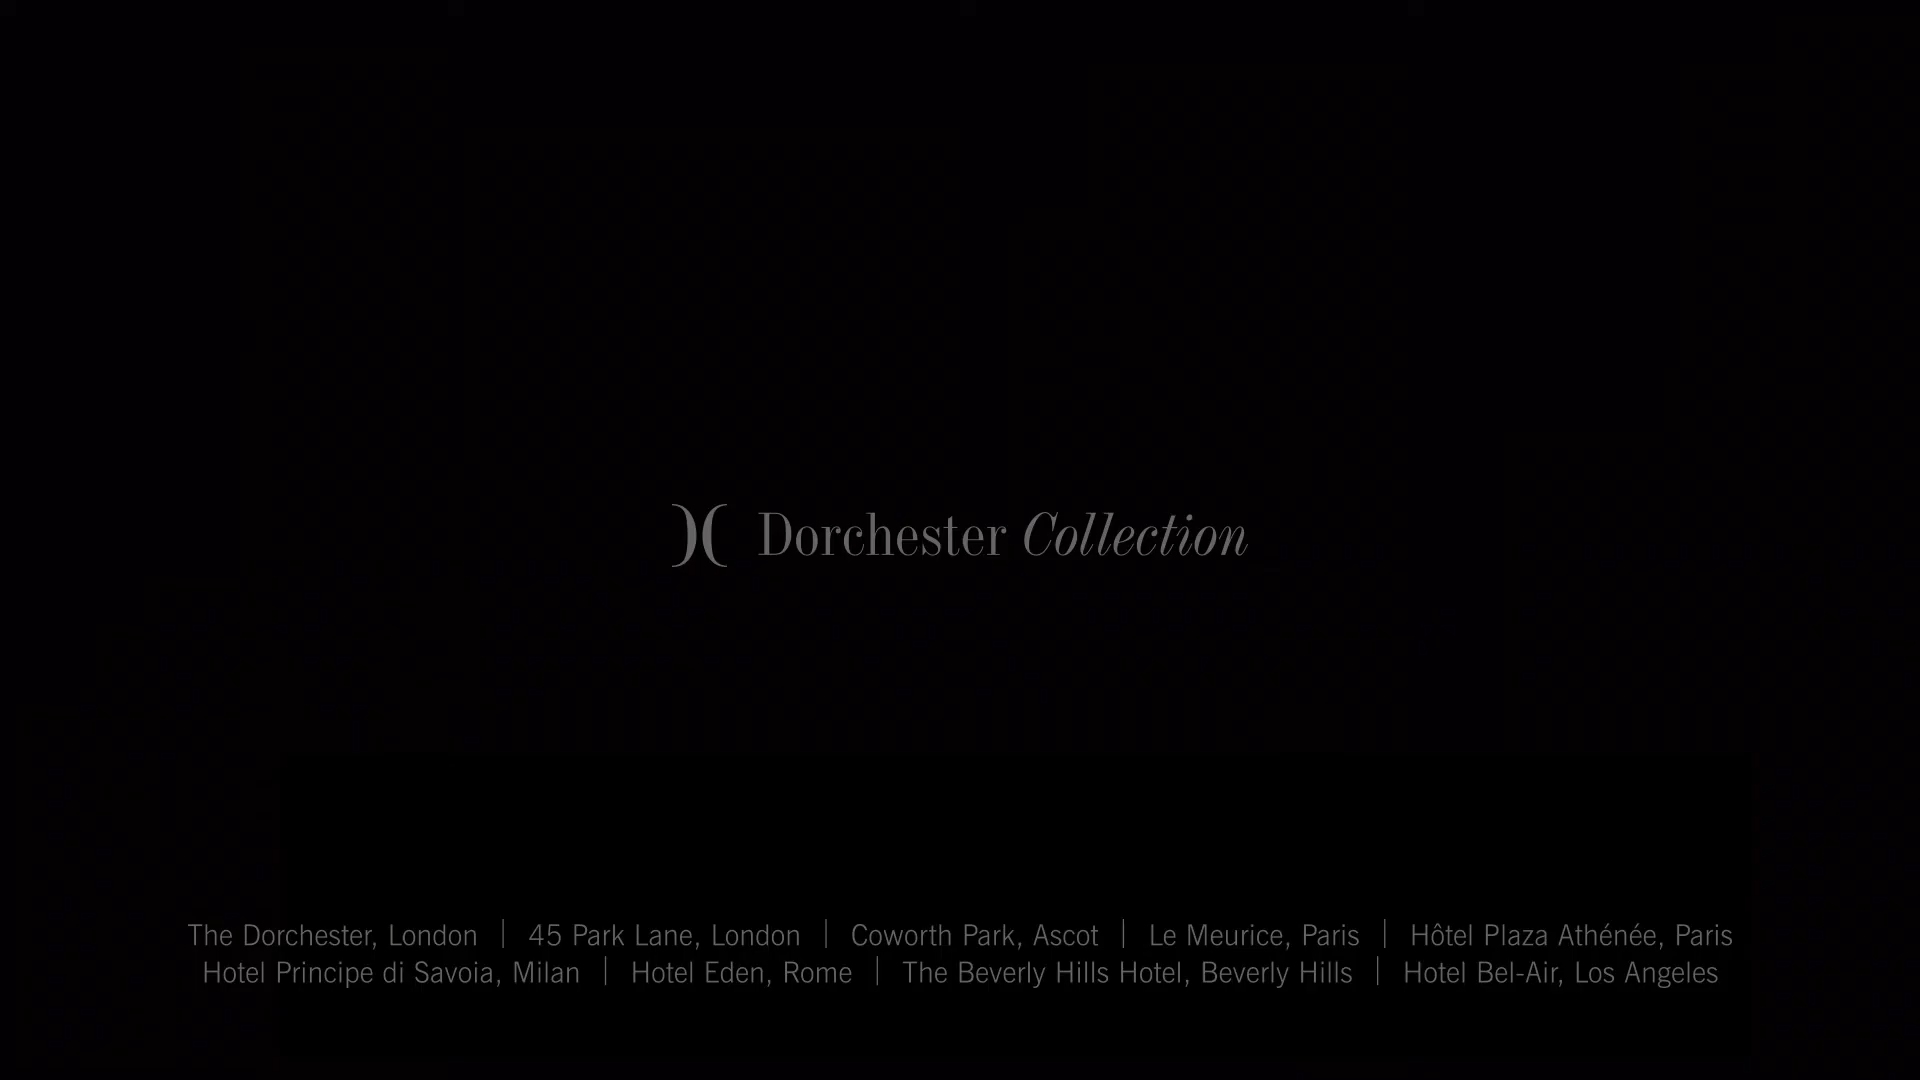 Dorchester Collection
The Dorchester, London | 45 Park Lane, London | Coworth Park, Ascot | Le Meurice, Paris | Hôtel Plaza Athénée, Paris
Hotel Principe di Savoia, Milan | Hotel Eden, Rome | The Beverly Hills Hotel, Beverly Hills | Hotel Bel-Air, Los Angeles